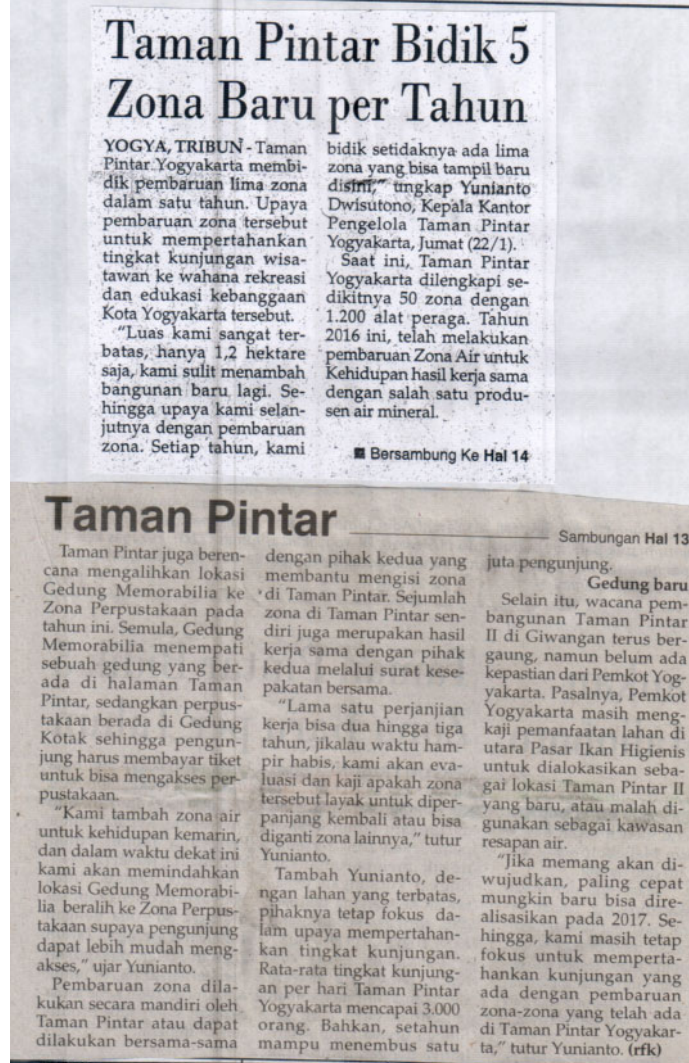 Taman Pintar Bidik 5
Zona Baru per Tahun
YOGYA, TRIBUN - Taman
Pintar Yogyakarta membi-
dik pembaruan lima zona
dalam satu tahun. Upaya
pembaruan zona tersebut
untuk mempertahankan
tingkat kunjungan wisa-
tawan ke wahana rekreasi
dan edukasi kebanggaan
Kota Yogyakarta tersebut.
"Luas kami sangat ter-
batas, hanya 1,2 hektare
saja, kami sulit menambah
bangunan baru lagi. Se-
hingga upaya kami selan-
jutnya dengan pembaruan
zona. Setiap tahun, kami
bidik setidaknya ada lima
zona yang bisa tampil baru
disini," ungkap Yunianto
Dwisutono, Kepala Kantor
Pengelola Taman Pintar
Yogyakarta, Jumat (22/1).
Saat ini, Taman Pintar
Yogyakarta dilengkapi se-
dikitnya 50 zona dengan
1.200 alat peraga. Tahun
2016 ini, telah melakukan
pembaruan Zona Air untuk
Kehidupan hasil kerja sama
dengan salah satu produ-
sen air mineral.
■ Bersambung Ke Hal 14
Taman Pintar
Sambungan Hal 13
Taman Pintar juga beren-
cana mengalihkan lokasi
Gedung Memorabilia ke
Zona Perpustakaan pada
tahun ini. Semula, Gedung
Memorabilia menempati
sebuah gedung yang ber-
ada di halaman Taman
Pintar, sedangkan perpus-
takaan berada di Gedung
Kotak sehingga pengun-
jung harus membayar tiket
untuk bisa mengakses per-
pustakaan.
"Kami tambah zona air
untuk kehidupan kemarin,
dan dalam waktu dekat ini
kami akan memindahkan
lokasi Gedung Memorabi-
lia beralih ke Zona Perpus-
takaan supaya pengunjung
dapat lebih mudah meng-
akses," ujar Yunianto.
Pembaruan zona dila-
kukan secara mandiri oleh
Taman Pintar atau dapat
dilakukan bersama-sama
dengan pihak kedua yang
membantu mengisi zona
di Taman Pintar. Sejumlah
zona di Taman Pintar sen-
diri juga merupakan hasil
kerja sama dengan pihak
kedua melalui surat kese-
pakatan bersama.
"Lama satu perjanjian
kerja bisa dua hingga tiga
tahun, jikalau waktu ham-
pir habis, kami akan eva-
luasi dan kaji apakah zona
tersebut layak untuk diper-
panjang kembali atau bisa
diganti zona lainnya," tutur
Yunianto.
Tambah Yunianto, de-
ngan lahan yang terbatas,
pihaknya tetap fokus da-
lam upaya mempertahan-
kan tingkat kunjungan.
Rata-rata tingkat kunjung-
an per hari Taman Pintar
Yogyakarta mencapai 3.000
orang. Bahkan, setahun
mampu menembus satu
juta pengunjung.
Gedung baru
Selain itu, wacana pem-
bangunan Taman Pintar
II di Giwangan terus ber-
gaung, namun belum ada
kepastian dari Pemkot Yog-
yakarta. Pasalnya, Pemkot
Yogyakarta masih meng-
kaji pemanfaatan lahan di
utara Pasar Ikan Higienis
untuk dialokasikan seba-
gai lokasi Taman Pintar II
yang baru, atau malah di-
gunakan sebagai kawasan
resapan air.
"Jika memang akan di-
wujudkan, paling cepat
mungkin baru bisa dire-
alisasikan pada 2017. Se-
hingga, kami masih tetap
fokus untuk memperta-
hankan kunjungan yang
ada dengan pembaruan
zona-zona yang telah ada
di Taman Pintar Yogyakar-
ta," tutur Yunianto. (rfk)